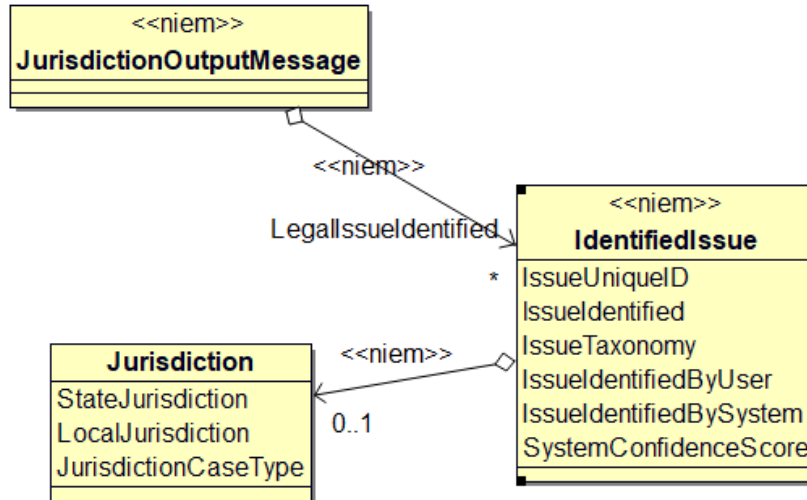 <<niem>>
JurisdictionOutputMessage
<<niem>>
LegalIssueIdentified
*
<<niem>>
IdentifiedIssue
IssueUniqueID
IssueIdentified
IssueTaxonomy
IssueIdentifiedByUser
IssueIdentifiedBySystem
SystemConfidenceScore
<<niem>>
0..1
Jurisdiction
StateJurisdiction
LocalJurisdiction
JurisdictionCaseType